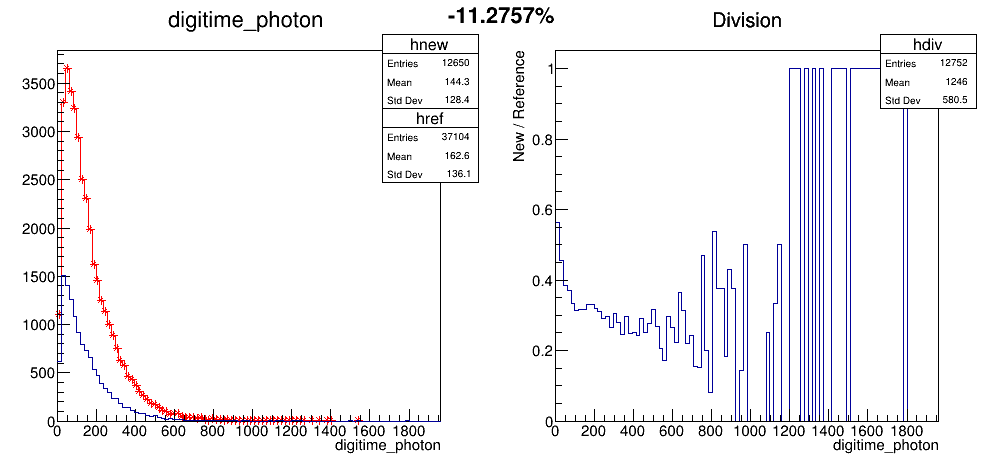 -11.2757%
digitime_photon
hnew
Entries 12650
Mean 144.3
Std Dev 128.4
href
Entries 37104
Mean 162.6
Std Dev 136.1
3500
3000
2500
2000
1500
1000
500
0
0 200 400 600 800 1000 1200 1400 1600 1800
digitime_photon
Division
hdiv
Entries 12752
Mean 1246
Std Dev 580.5
New / Reference
1
0.8
0.6
0.4
0.2
0
0 200 400 600 800 1000 1200 1400 1600 1800
digitime_photon